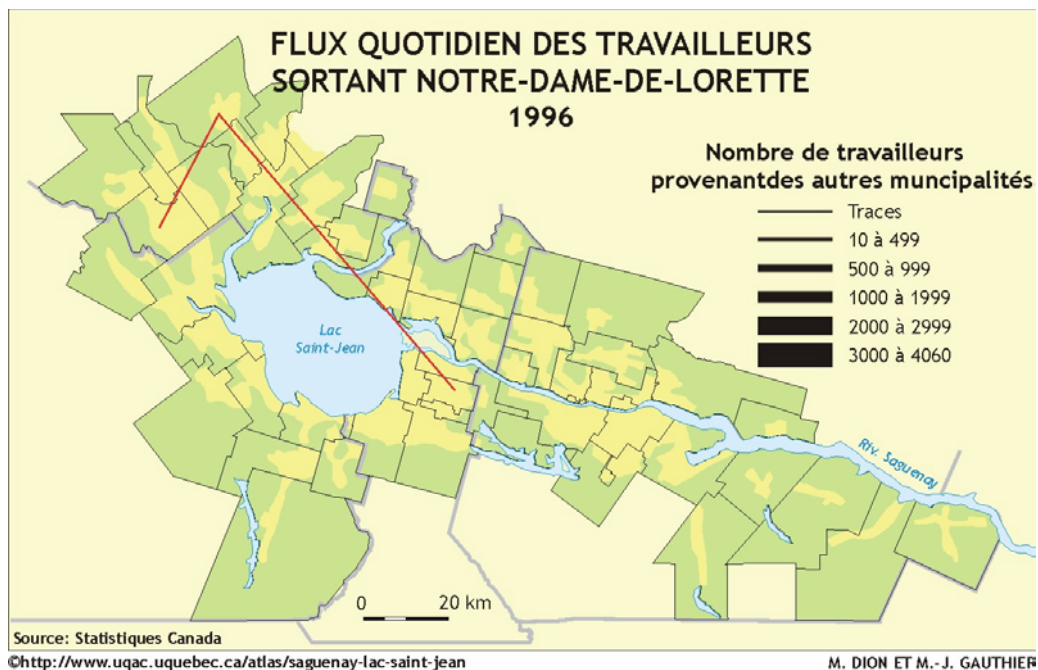 FLUX QUOTIDIEN DES TRAVAILLEURS
SORTANT NOTRE-DAME-DE-LORETTE
1996
Nombre de travailleurs
provenantdes autres muncipalités
Traces
10 à 499
500 à 999
1000 à 1999
2000 à 2999
3000 à 4060
Lac
Saint-Jean
Riv. Saguenay
0 20 km
Source: Statistiques Canada
©http://www.uqac.uquebec.ca/atlas/saguenay-lac-saint-jean
M. DION ET M.-J. GAUTHIER